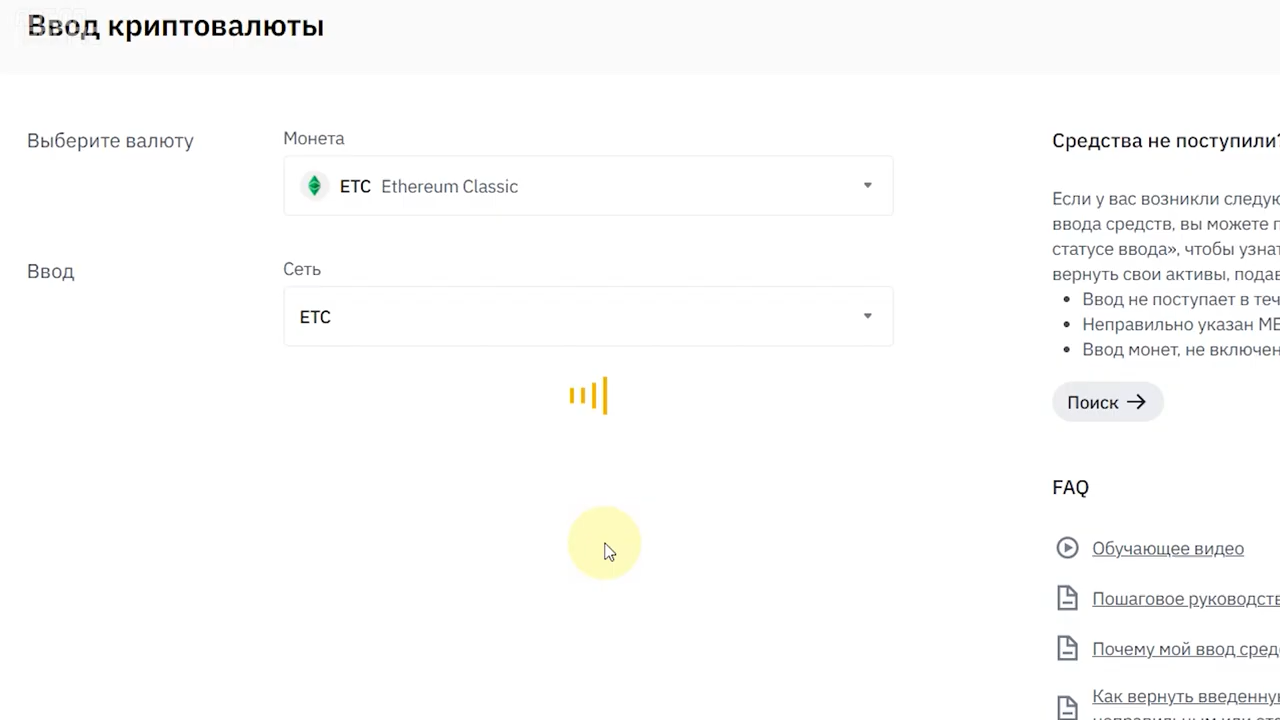 Ввод криптовалюты
Выберите валюту
Монета
ETC Ethereum Classic
Ввод
Сеть
ETC
Средства не поступили?
Если у вас возникли
ввода средств, вы можете
статусе ввода», чтобы
вернуть свои активы,
Ввод не поступает в
Неправильно указан
Ввод монет, не
Поиск
FAQ
Обучающее видео
Пошаговое
Почему мой ввод
Как вернуть